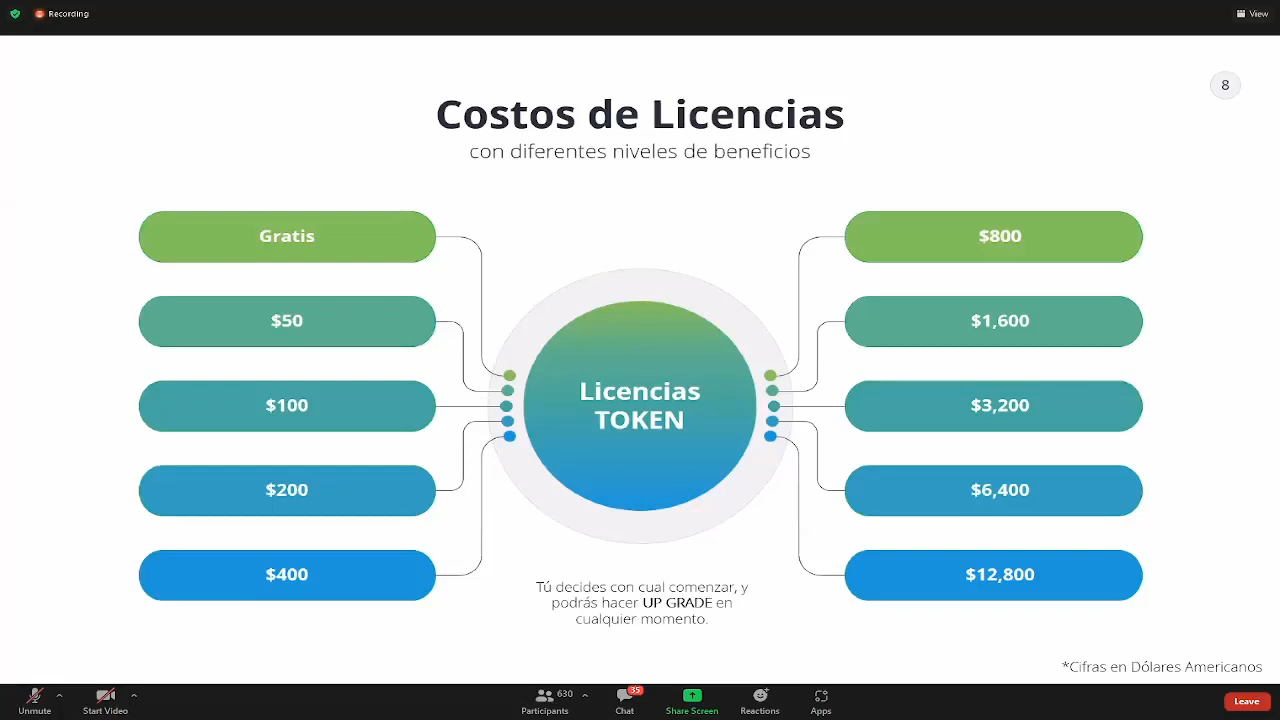 Recording
View
8
Costos de Licencias
con diferentes niveles de beneficios
Gratis
$50
$100
$200
$400
Licencias
TOKEN
$800
$1,600
$3,200
$6,400
$12,800
Tú decides con cual comenzar, y
podrás hacer UP GRADE en
cualquier momento.
*Cifras en Dólares Americanos
Unmute
Start Video
630
Participants
35
Chat
Share Screen
Reactions
Apps
Leave